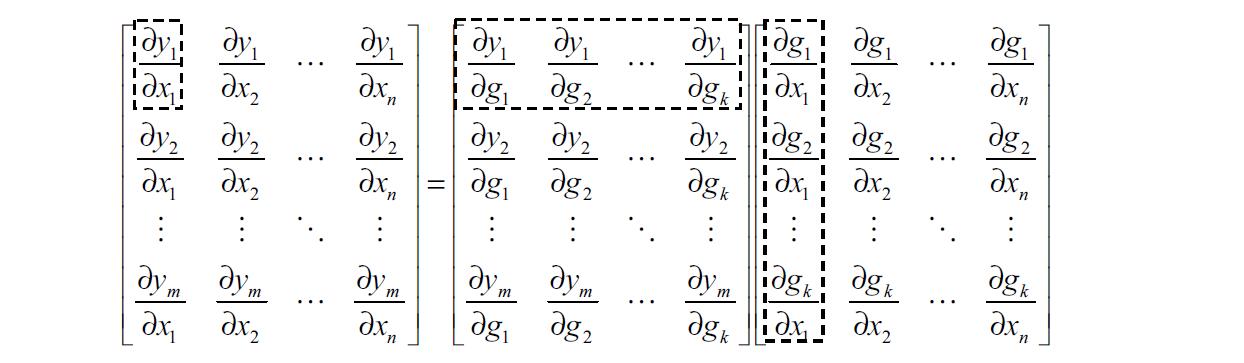 \begin{bmatrix} \frac{\partial y_1}{\partial x_1} & \frac{\partial y_1}{\partial x_2} & \cdots & \frac{\partial y_1}{\partial x_n} \\ \frac{\partial y_2}{\partial x_1} & \frac{\partial y_2}{\partial x_2} & \cdots & \frac{\partial y_2}{\partial x_n} \\ \vdots & \vdots & \ddots & \vdots \\ \frac{\partial y_m}{\partial x_1} & \frac{\partial y_m}{\partial x_2} & \cdots & \frac{\partial y_m}{\partial x_n} \end{bmatrix} = \begin{bmatrix} \frac{\partial y_1}{\partial g_1} & \frac{\partial y_1}{\partial g_2} & \cdots & \frac{\partial y_1}{\partial g_k} \\ \frac{\partial y_2}{\partial g_1} & \frac{\partial y_2}{\partial g_2} & \cdots & \frac{\partial y_2}{\partial g_k} \\ \vdots & \vdots & \ddots & \vdots \\ \frac{\partial y_m}{\partial g_1} & \frac{\partial y_m}{\partial g_2} & \cdots & \frac{\partial y_m}{\partial g_k} \end{bmatrix} \begin{bmatrix} \frac{\partial g_1}{\partial x_1} & \frac{\partial g_1}{\partial x_2} & \cdots & \frac{\partial g_1}{\partial x_n} \\ \frac{\partial g_2}{\partial x_1} & \frac{\partial g_2}{\partial x_2} & \cdots & \frac{\partial g_2}{\partial x_n} \\ \vdots & \vdots & \ddots & \vdots \\ \frac{\partial g_k}{\partial x_1} & \frac{\partial g_k}{\partial x_2} & \cdots & \frac{\partial g_k}{\partial x_n} \end{bmatrix}